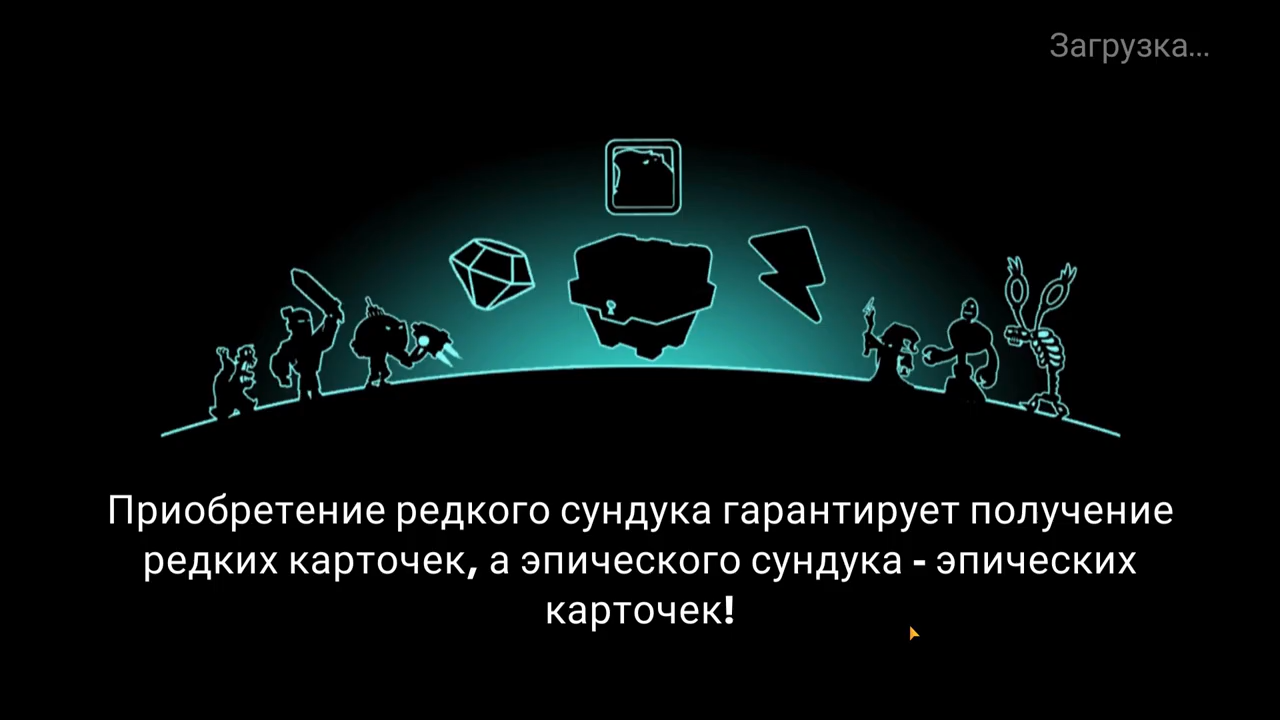 Загрузка...
Приобретение редкого сундука гарантирует получение
редких карточек, а эпического сундука - эпических
карточек!